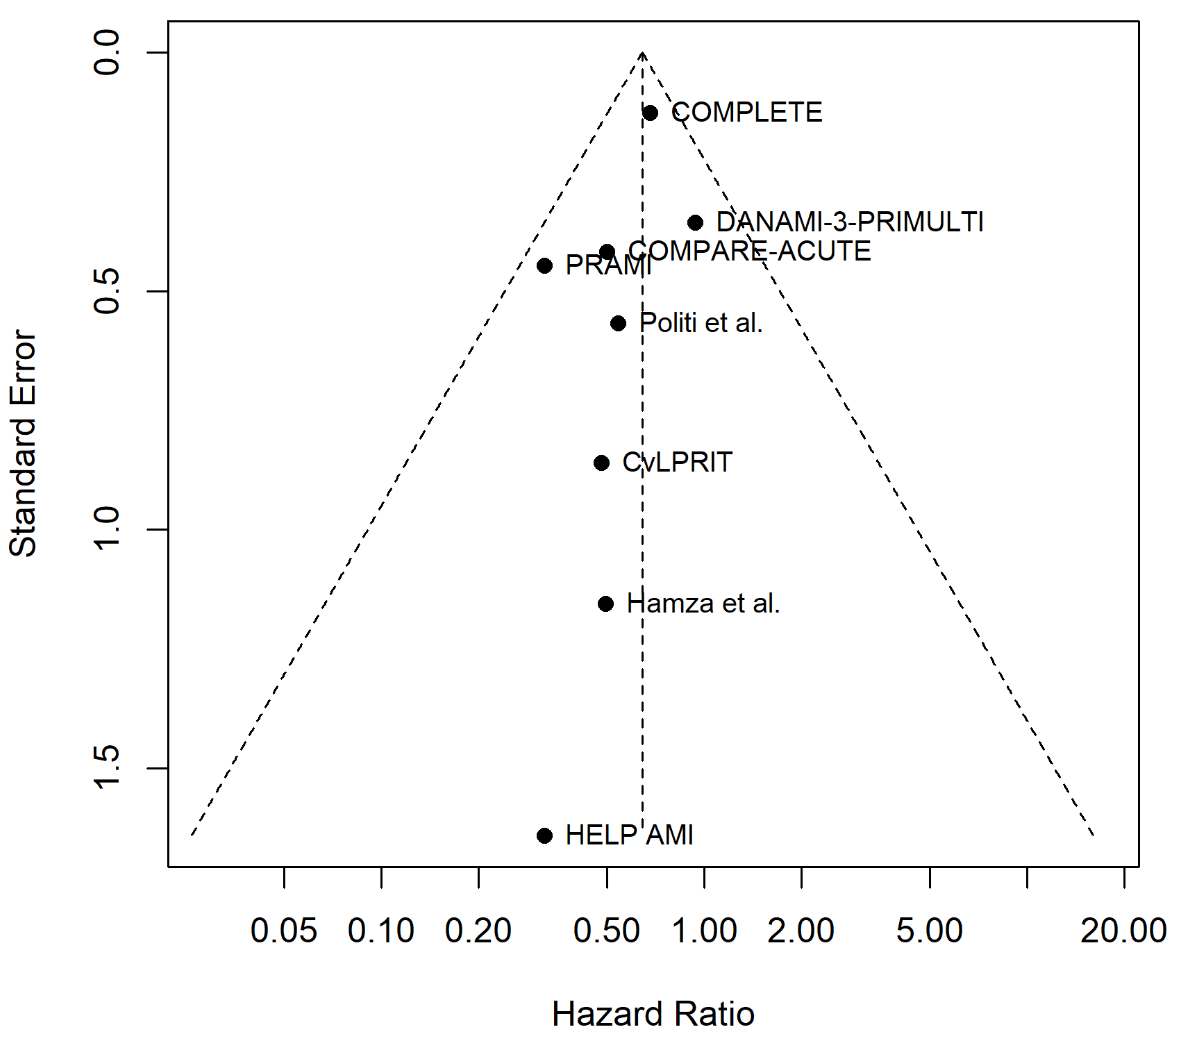 0.0
COMPLETE
DANAMI-3-PRIMULTI
COMPARE-ACUTE
PRAMI
0.5
Politi et al.
Standard Error
CvLPRIT
1.0
Hamza et al.
1.5
HELP AMI
0.05 0.10 0.20 0.50 1.00 2.00 5.00 20.00
Hazard Ratio